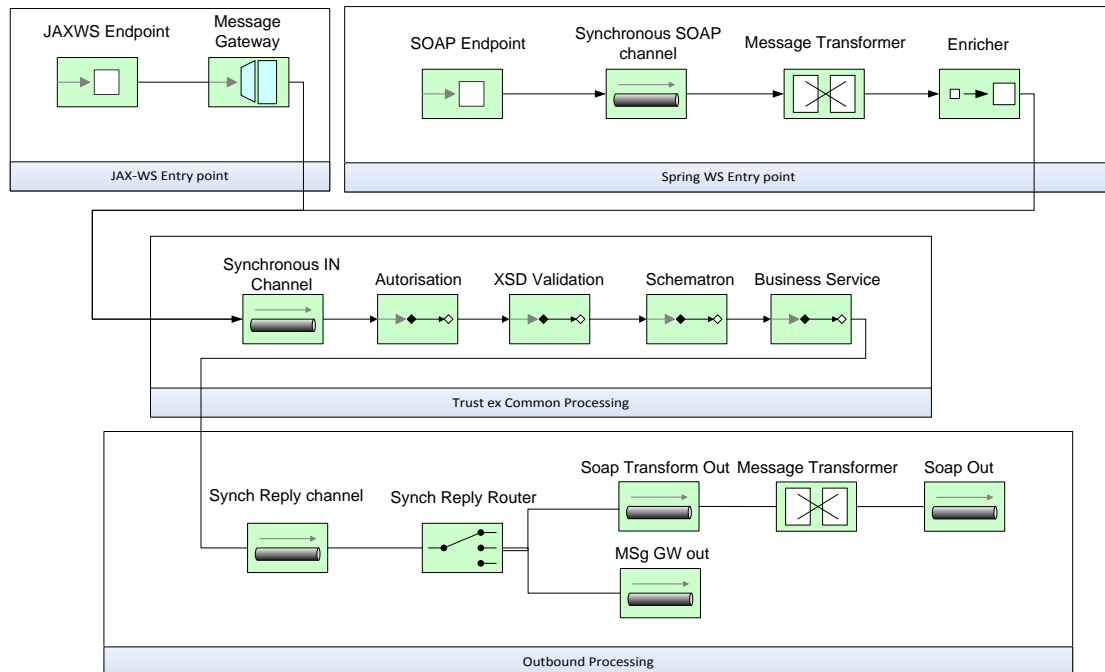 JAXWS Endpoint
Message
Gateway
JAX-WS Entry point
SOAP Endpoint
Synchronous SOAP
channel
Message Transformer
Enricher
Spring WS Entry point
Synchronous IN
Channel
Autorisation
XSD Validation
Schematron
Business Service
Trust ex Common Processing
Synch Reply channel
Synch Reply Router
Soap Transform Out
Message Transformer
Soap Out
MSg GW out
Outbound Processing